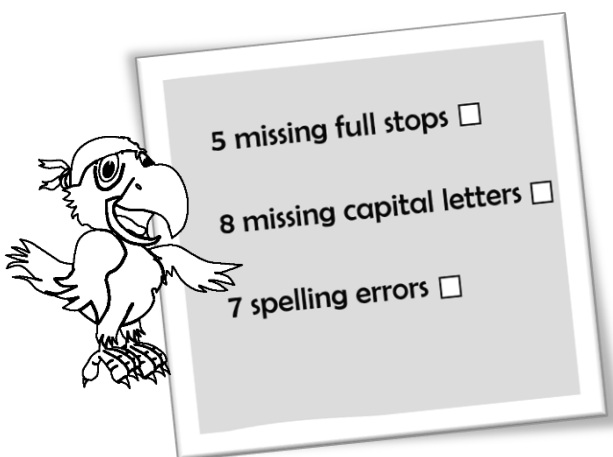 5 missing full stops
8 missing capital letters
7 spelling errors